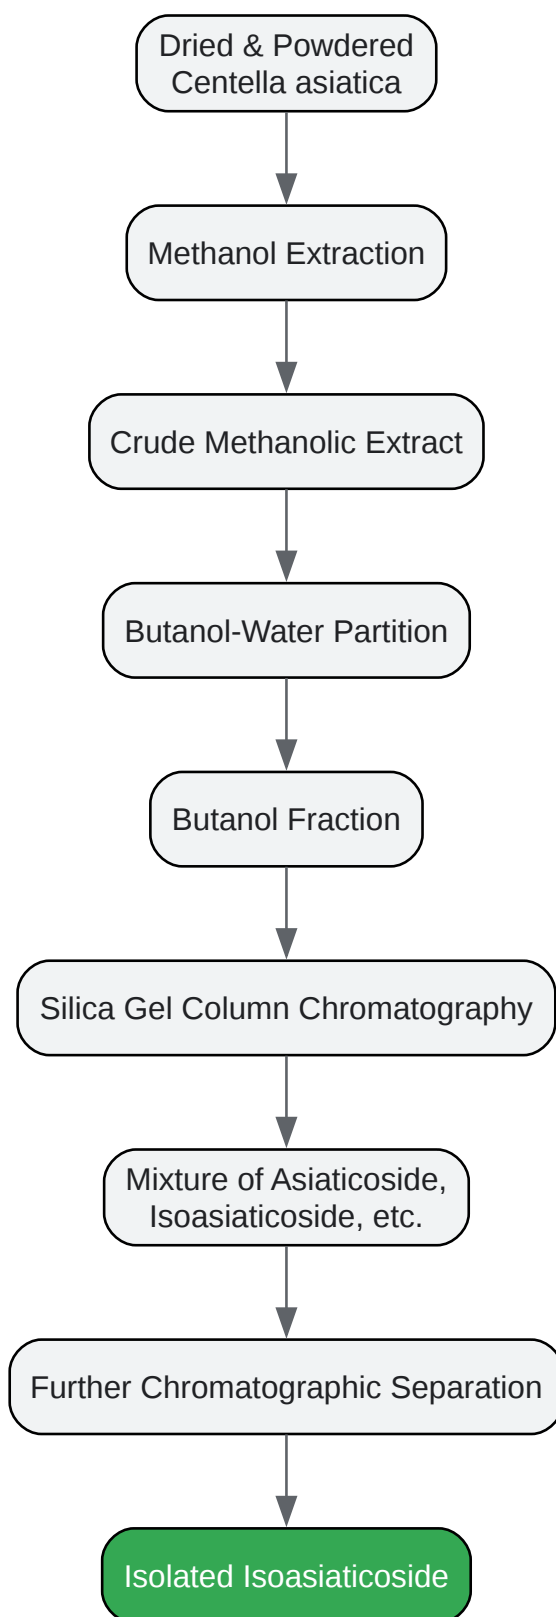 Dried & Powdered
Centella asiatica
Methanol Extraction
Crude Methanolic Extract
Butanol-Water Partition
Butanol Fraction
Silica Gel Column Chromatography
Mixture of Asiaticoside,
Isoasiaticoside, etc.
Further Chromatographic Separation
Isolated Isoasiaticoside